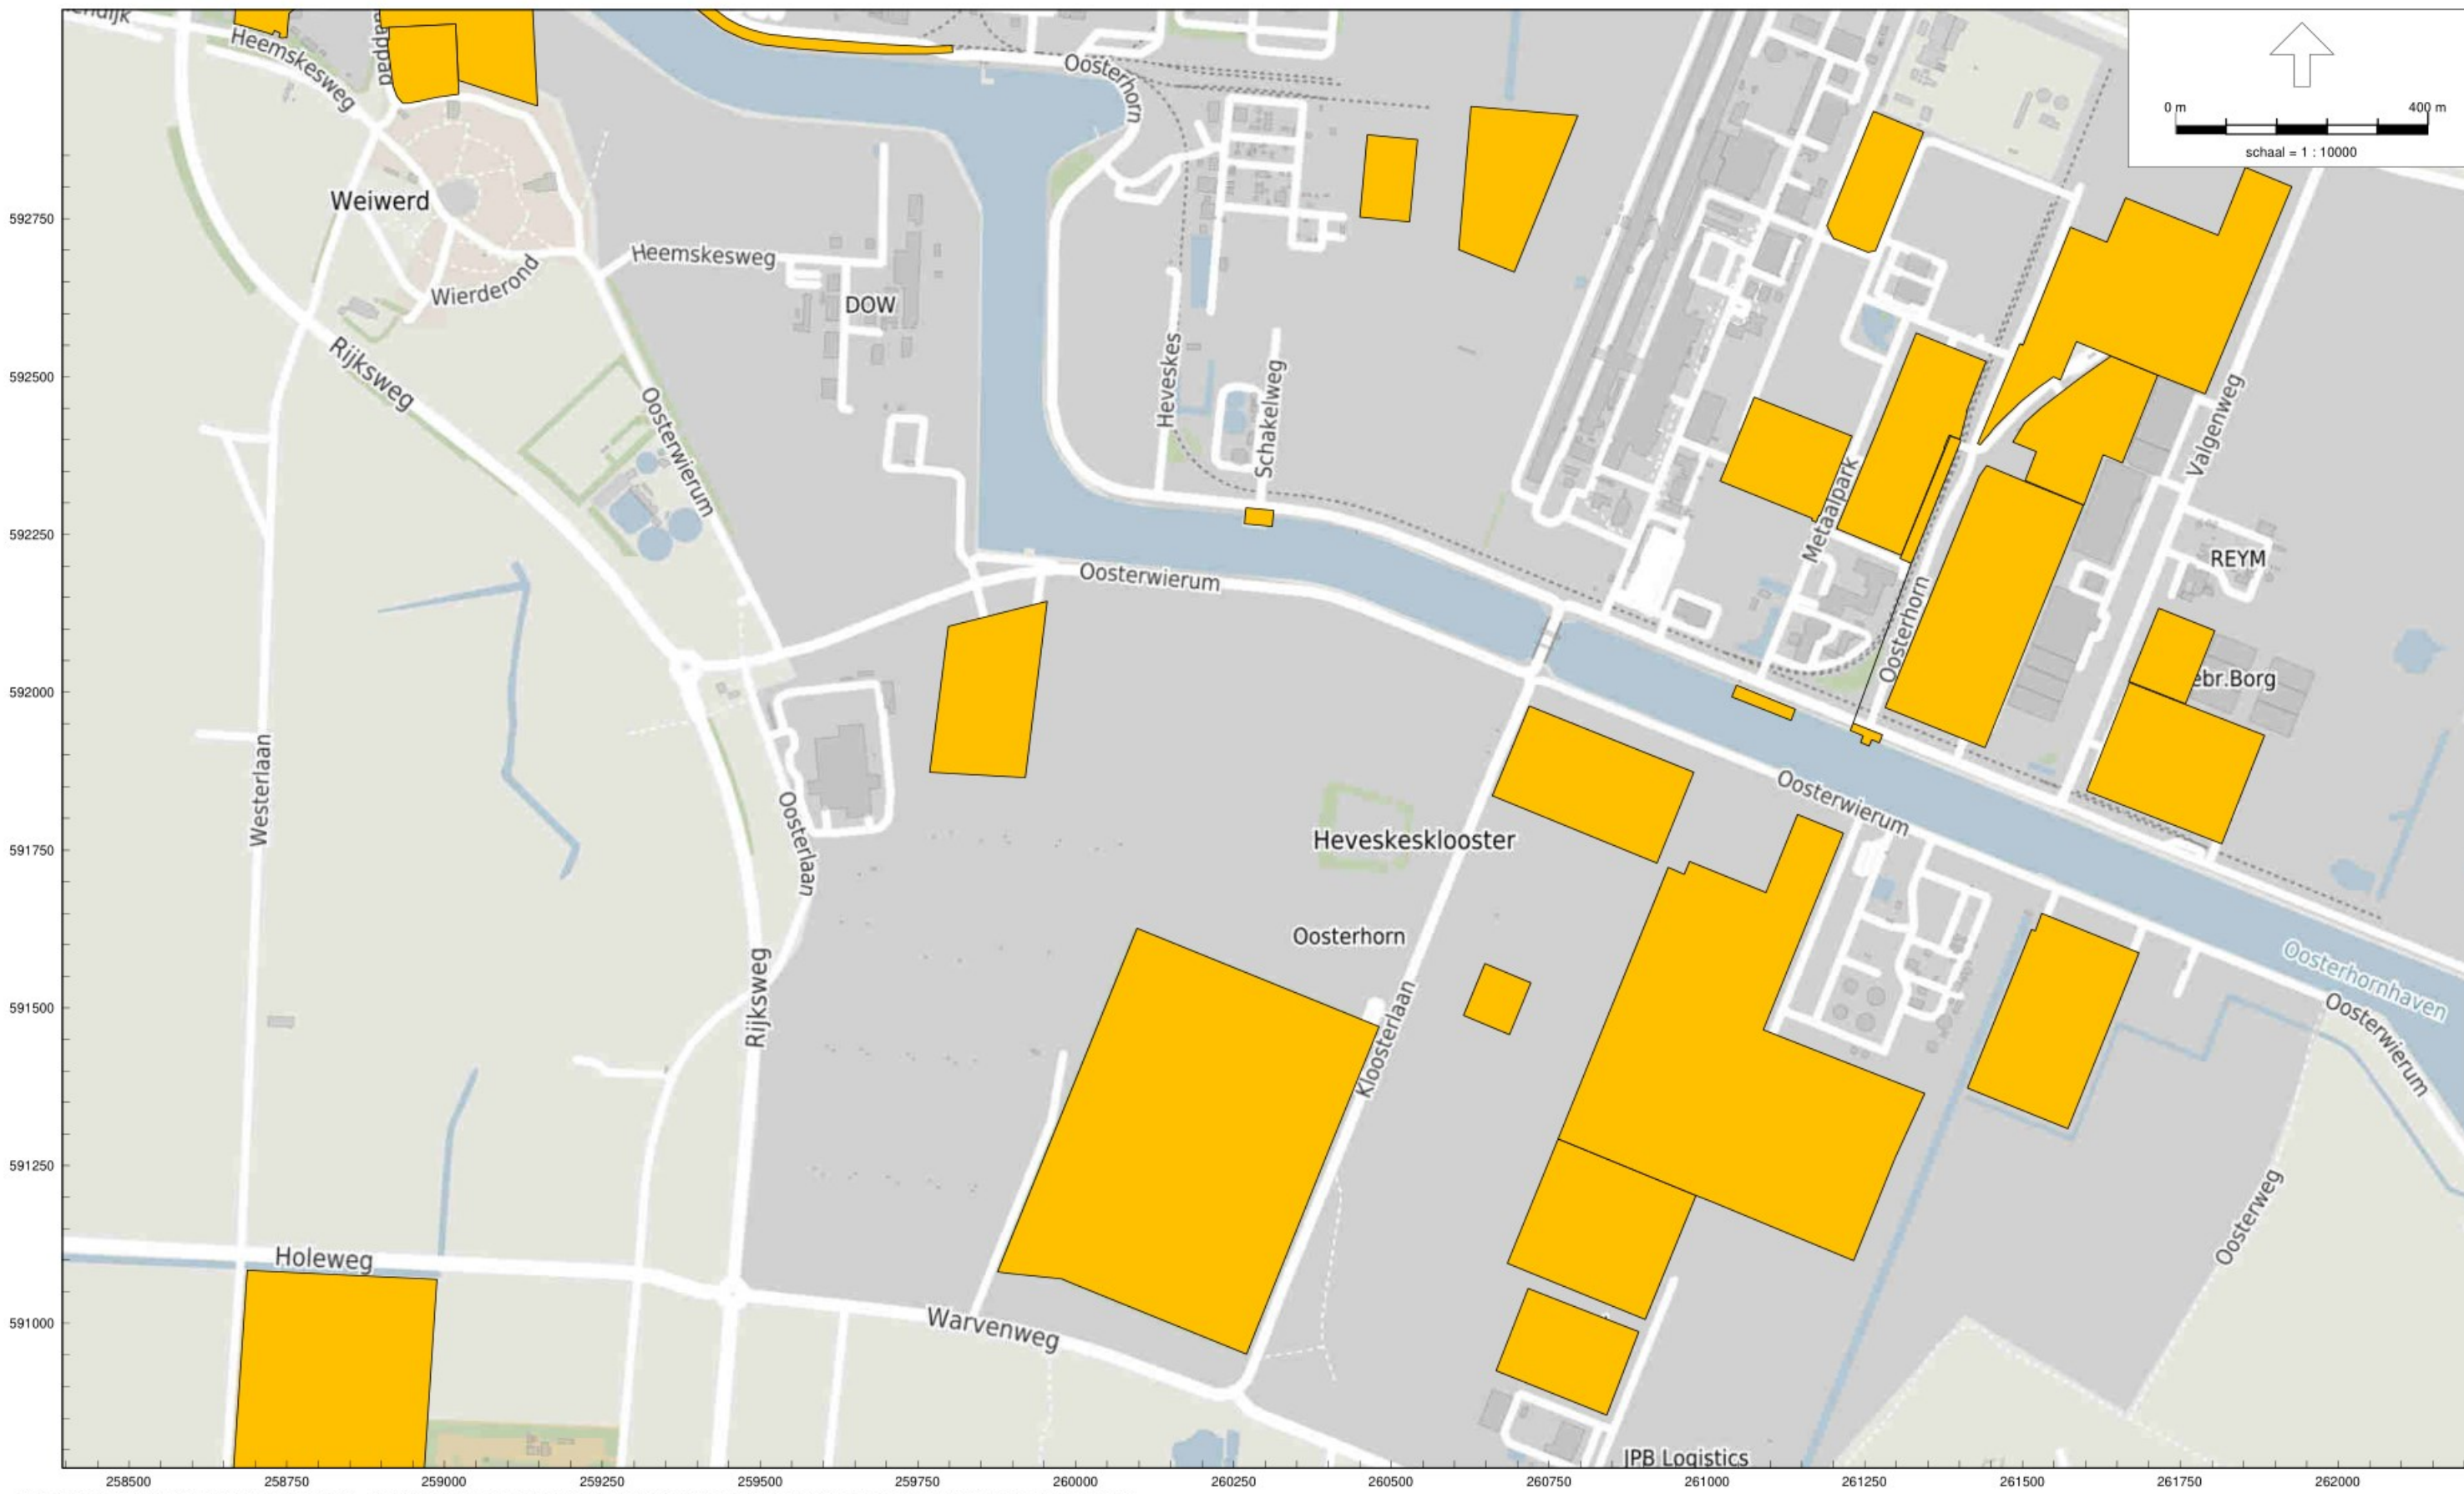 Heemskesweg
Oosterhorn
0 m
400 m
schaal = 1 : 10000
Weiwerd
592750
Heemskesweg
Wierderond
DOW
Rijksweg
592500
Oosterwierum
Heveskes
Schakelweg
Valgenweg
Metaalpark
592250
REYM
Oosterwierum
Oosterhorn
592000
ebr.Borg
Westerlaan
Oosterlaan
Oosterwierum
Heveskesklooster
591750
Oosterhorn
Oosterhornhaven
Rijksweg
591500
Kloosterlaan
Oosterwierum
591250
Oosterweg
Holeweg
Warvenweg
591000
JPB Logistics
258500 258750 259000 259250 259500 259750 260000 260250 260500 260750 261000 261250 261500 261750 262000